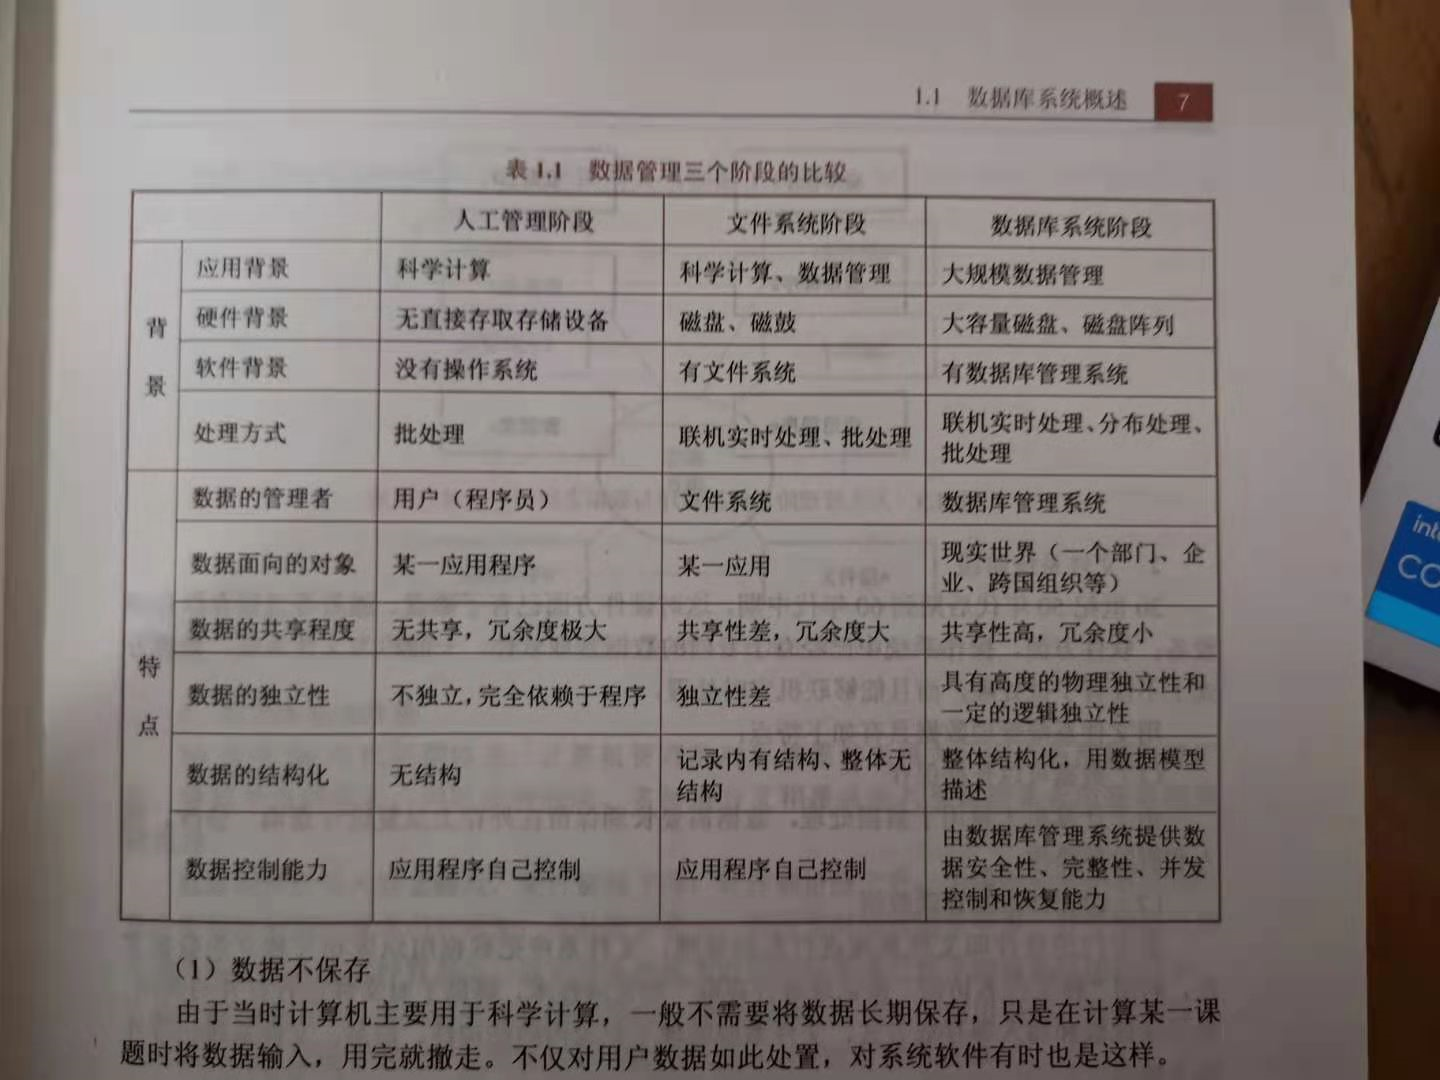 1.1 数据库系统概述 7
表 1.1 数据管理三个阶段的比较
人工管理阶段 文件系统阶段 数据库系统阶段
背景
应用背景 科学计算 科学计算、数据管理 大规模数据管理
硬件背景 无直接存取存储设备 磁盘、磁鼓 大容量磁盘、磁盘阵列
软件背景 没有操作系统 有文件系统 有数据库管理系统
处理方式 批处理 联机实时处理、批处理 联机实时处理、分布处理、
批处理
特点
数据的管理者 用户（程序员） 文件系统 数据库管理系统
数据面向的对象 某一应用程序 某一应用 现实世界（一个部门、企
业、跨国组织等）
数据的共享程度 无共享，冗余度极大 共享性差，冗余度大 共享性高，冗余度小
数据的独立性 不独立，完全依赖于程序 独立性差 具有高度的物理独立性和
一定的逻辑独立性
数据的结构化 无结构 记录内有结构、整体无
结构 整体结构化，用数据模型
描述
数据控制能力 应用程序自己控制 应用程序自己控制 由数据库管理系统提供数
据安全性、完整性、并发
控制和恢复能力
（1）数据不保存
由于当时计算机主要用于科学计算，一般不需要将数据长期保存，只是在计算某一课
题时将数据输入，用完就撤走。不仅对用户数据如此处置，对系统软件有时也是这样。